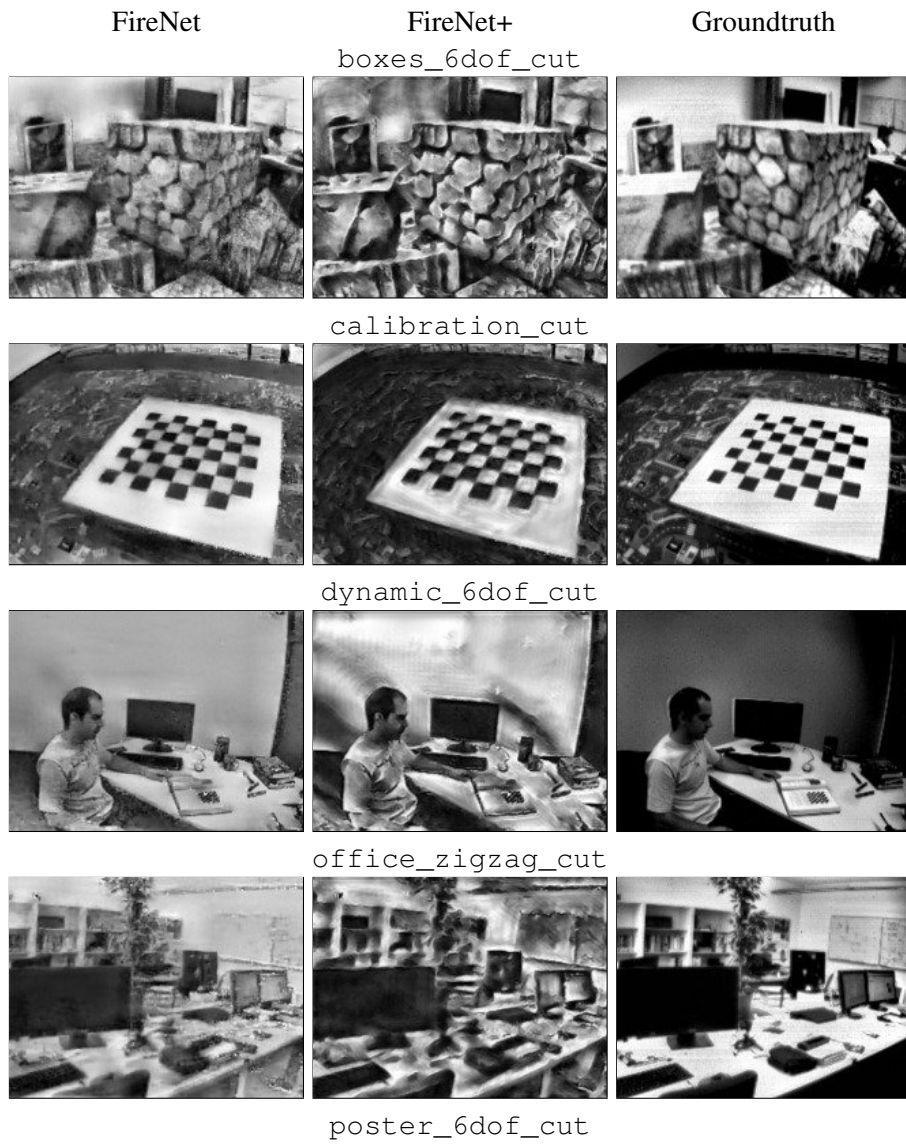 FireNet FireNet+ Groundtruth
boxes_6dof_cut
calibration_cut
dynamic_6dof_cut
office_zigzag_cut
poster_6dof_cut